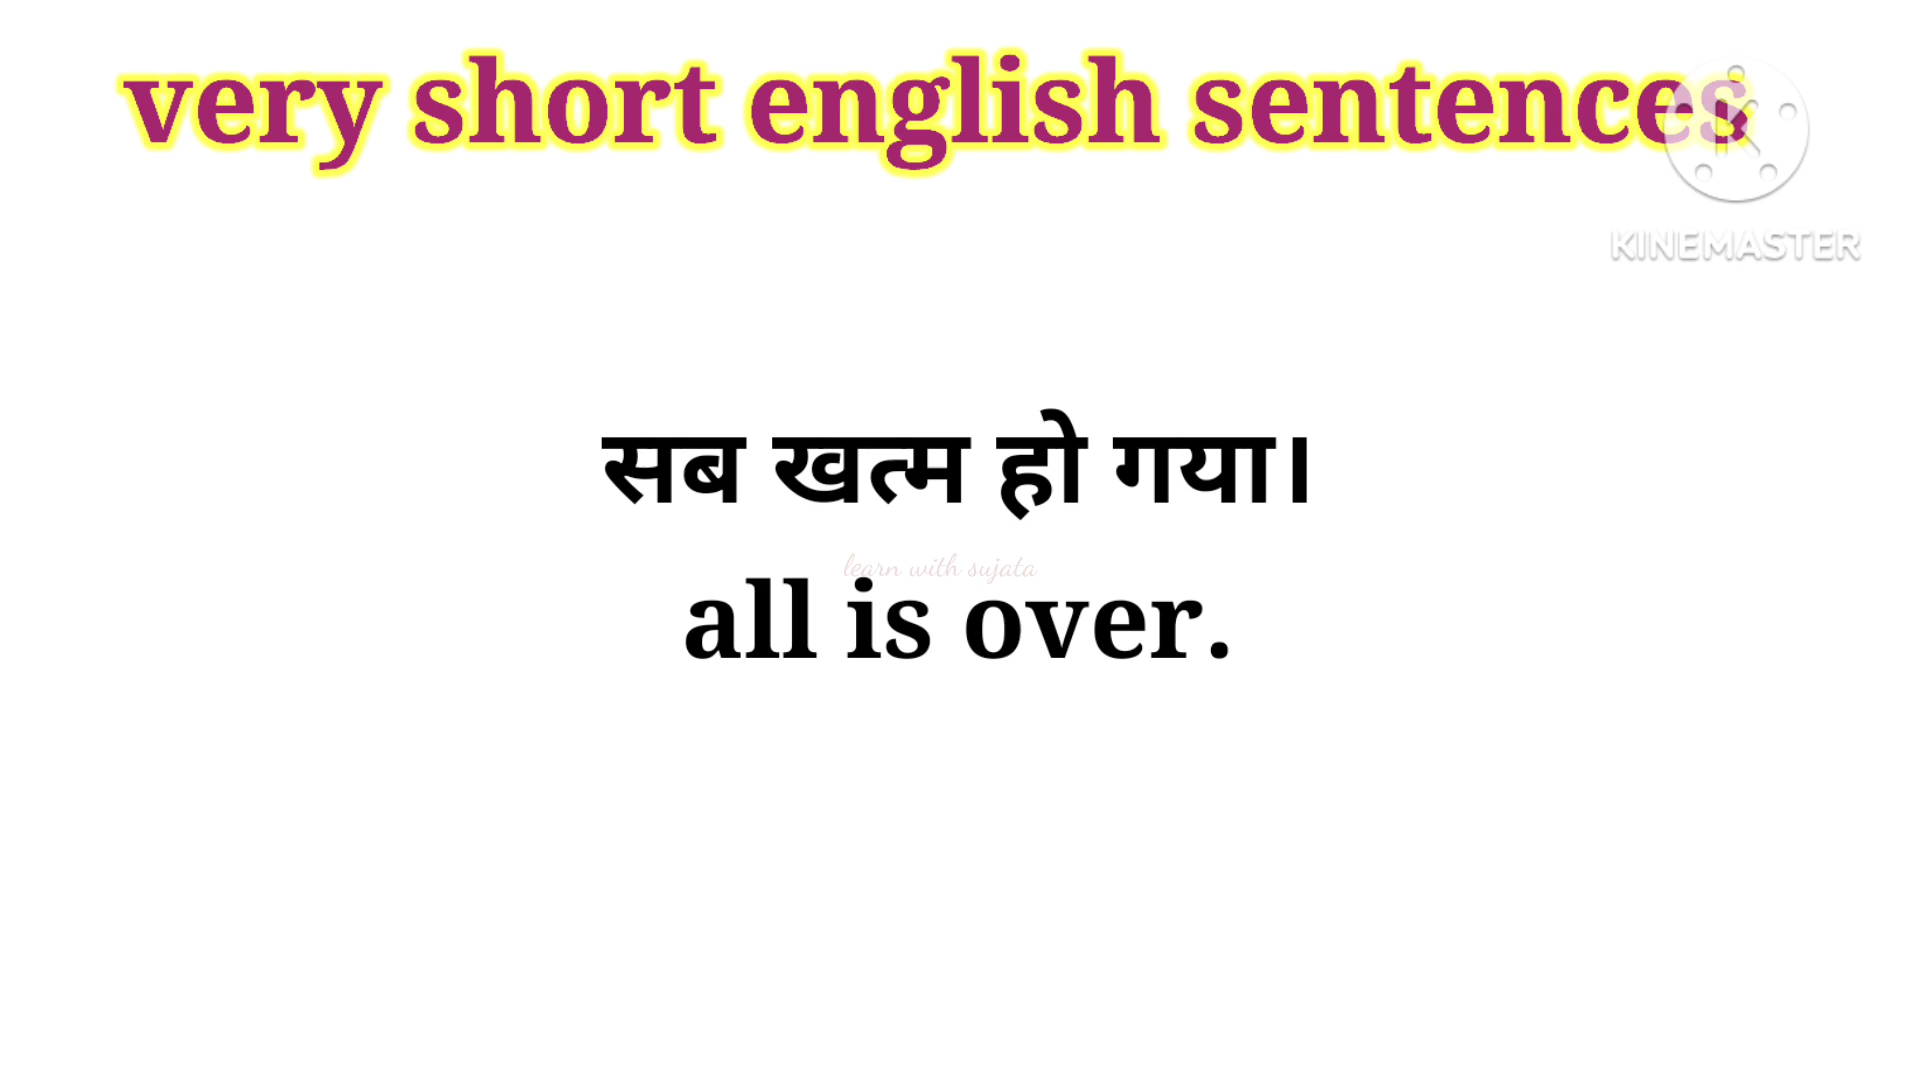 very short english sentences
KINEMASTER
सब खत्म हो गया।
learn with sujata
all is over.